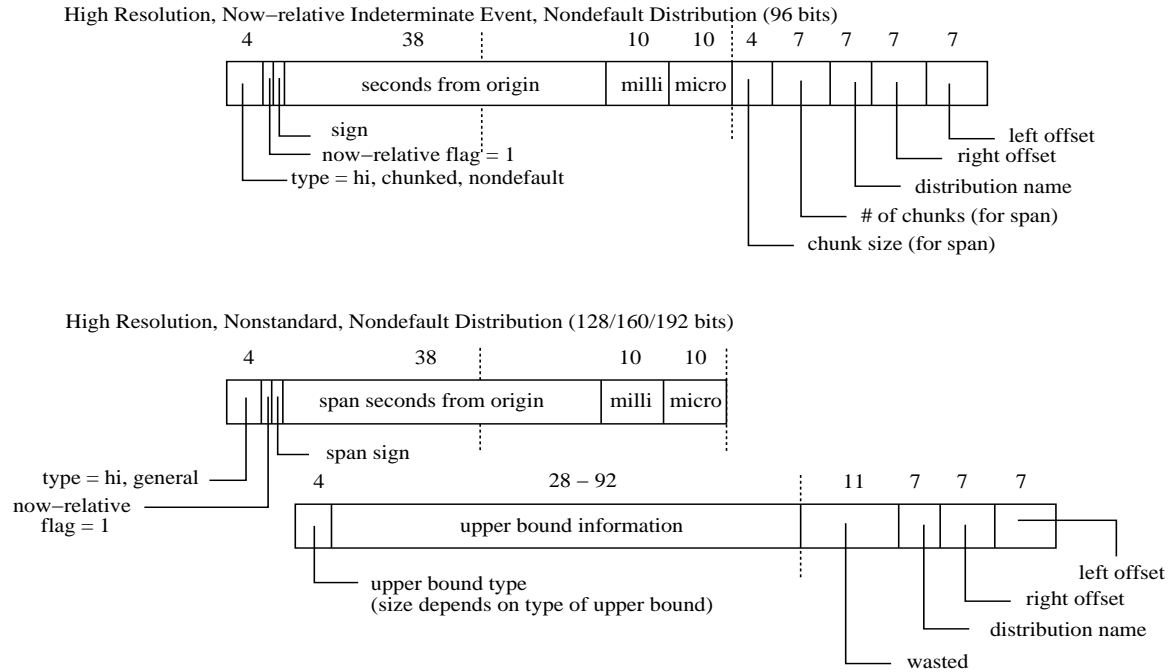 High Resolution, Now−relative Indeterminate Event, Nondefault Distribution (96 bits)
4 38 10 10 4 7 7 7 7
seconds from origin milli micro
sign
now−relative flag = 1
type = hi, chunked, nondefault
left offset
right offset
distribution name
# of chunks (for span)
chunk size (for span)
High Resolution, Nonstandard, Nondefault Distribution (128/160/192 bits)
4 38 10 10
span seconds from origin milli micro
span sign
type = hi, general
now−relative
flag = 1
4 28 − 92 11 7 7 7
upper bound information
upper bound type
(size depends on type of upper bound)
left offset
right offset
distribution name
wasted